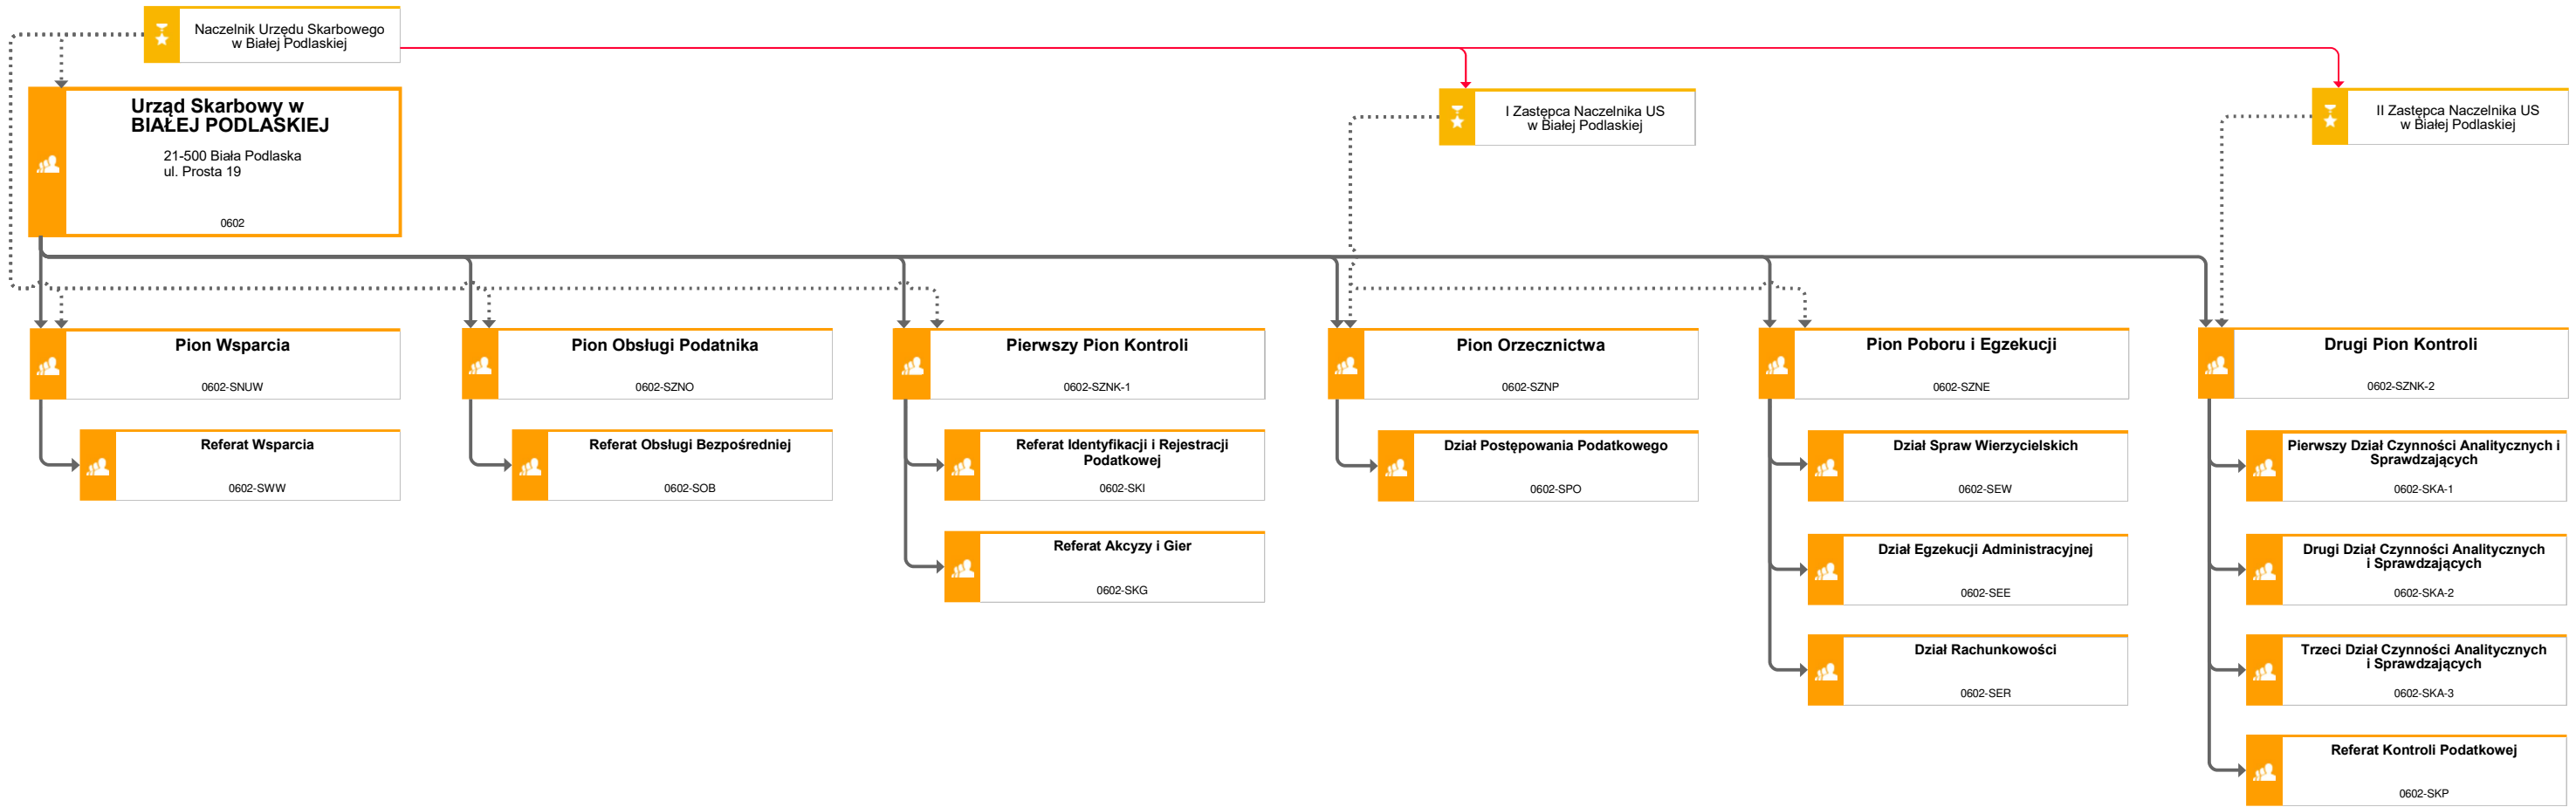 Naczelnik Urzędu Skarbowego
w Białej Podlaskiej
Urząd Skarbowy w
BIAŁEJ PODLASKIEJ
21-500 Biała Podlaska
ul. Prosta 19
0602
I Zastępca Naczelnika US
w Białej Podlaskiej
II Zastępca Naczelnika US
w Białej Podlaskiej
Pion Wsparcia
0602-SNUW
Referat Wsparcia
0602-SWW
Pion Obsługi Podatnika
0602-SZNO
Referat Obsługi Bezpośredniej
0602-SOB
Pierwszy Pion Kontroli
0602-SZNK-1
Referat Identyfikacji i Rejestracji
Podatkowej
0602-SKI
Referat Akcyzy i Gier
0602-SKG
Pion Orzecznictwa
0602-SZNP
Dział Postępowania Podatkowego
0602-SPO
Pion Poboru i Egzekucji
0602-SZNE
Dział Spraw Wierzycielskich
0602-SEW
Dział Egzekucji Administracyjnej
0602-SEE
Dział Rachunkowości
0602-SER
Drugi Pion Kontroli
0602-SZNK-2
Pierwszy Dział Czynności Analitycznych i
Sprawdzających
0602-SKA-1
Drugi Dział Czynności Analitycznych
i Sprawdzających
0602-SKA-2
Trzeci Dział Czynności Analitycznych
i Sprawdzających
0602-SKA-3
Referat Kontroli Podatkowej
0602-SKP